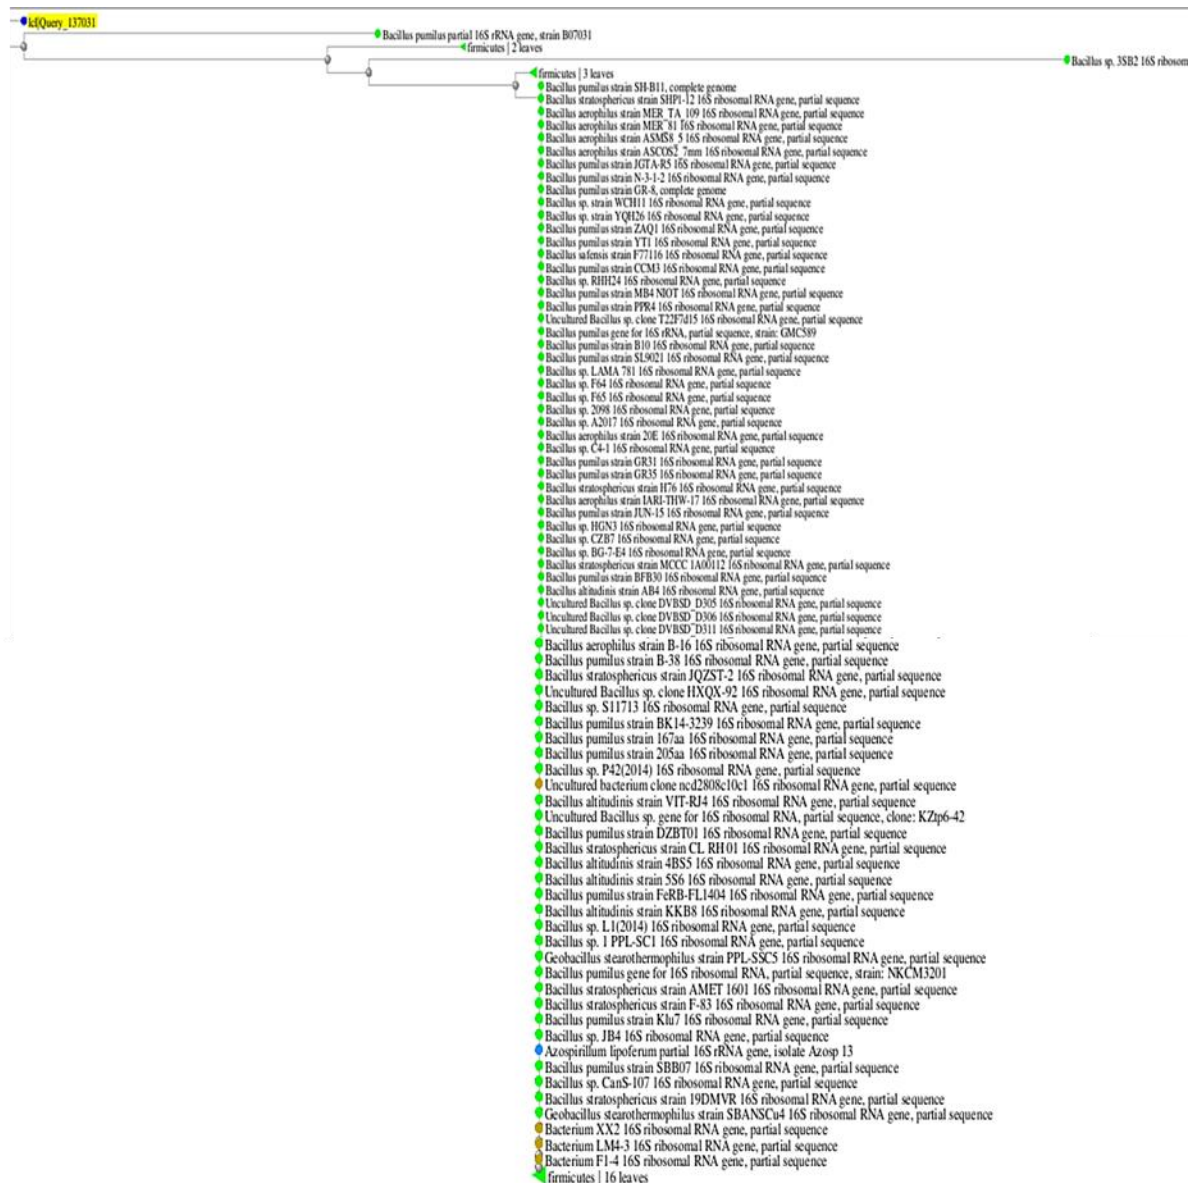 lcl|Query_137031
Bacillus pumilus partial 16S rRNA gene, strain B07031
firmicutes | 2 leaves
Bacillus sp. 3SB2 16S ribosom
firmicutes | 3 leaves
Bacillus pumilus strain SH-B11, complete genome
Bacillus stratosphericus strain SHP1-12 16S ribosomal RNA gene, partial sequence
Bacillus aerophilus strain MER_TA_109 16S ribosomal RNA gene, partial sequence
Bacillus aerophilus strain MER_81 16S ribosomal RNA gene, partial sequence
Bacillus aerophilus strain ASMS8_5 16S ribosomal RNA gene, partial sequence
Bacillus aerophilus strain ASCOS2_7mm 16S ribosomal RNA gene, partial sequence
Bacillus pumilus strain JGTA-R5 16S ribosomal RNA gene, partial sequence
Bacillus pumilus strain N-3-1-2 16S ribosomal RNA gene, partial sequence
Bacillus pumilus strain GR-8, complete genome
Bacillus sp. strain WCH11 16S ribosomal RNA gene, partial sequence
Bacillus sp. strain YQH26 16S ribosomal RNA gene, partial sequence
Bacillus pumilus strain ZAQ1 16S ribosomal RNA gene, partial sequence
Bacillus pumilus strain YT1 16S ribosomal RNA gene, partial sequence
Bacillus safensis strain F77116 16S ribosomal RNA gene, partial sequence
Bacillus pumilus strain CCM3 16S ribosomal RNA gene, partial sequence
Bacillus sp. RHH24 16S ribosomal RNA gene, partial sequence
Bacillus pumilus strain MB4 NIOT 16S ribosomal RNA gene, partial sequence
Bacillus pumilus strain PPR4 16S ribosomal RNA gene, partial sequence
Uncultured Bacillus sp. clone T22F7d15 16S ribosomal RNA gene, partial sequence
Bacillus pumilus gene for 16S rRNA, partial sequence, strain: GMC589
Bacillus pumilus strain B10 16S ribosomal RNA gene, partial sequence
Bacillus pumilus strain SL9021 16S ribosomal RNA gene, partial sequence
Bacillus sp. LAMA 781 16S ribosomal RNA gene, partial sequence
Bacillus sp. F64 16S ribosomal RNA gene, partial sequence
Bacillus sp. F65 16S ribosomal RNA gene, partial sequence
Bacillus sp. 2098 16S ribosomal RNA gene, partial sequence
Bacillus sp. A2017 16S ribosomal RNA gene, partial sequence
Bacillus aerophilus strain 20E 16S ribosomal RNA gene, partial sequence
Bacillus sp. C4-1 16S ribosomal RNA gene, partial sequence
Bacillus pumilus strain GR31 16S ribosomal RNA gene, partial sequence
Bacillus pumilus strain GR35 16S ribosomal RNA gene, partial sequence
Bacillus stratosphericus strain H76 16S ribosomal RNA gene, partial sequence
Bacillus aerophilus strain IARI-THW-17 16S ribosomal RNA gene, partial sequence
Bacillus pumilus strain JUN-15 16S ribosomal RNA gene, partial sequence
Bacillus sp. HGN3 16S ribosomal RNA gene, partial sequence
Bacillus sp. CZB7 16S ribosomal RNA gene, partial sequence
Bacillus sp. BG-7-E4 16S ribosomal RNA gene, partial sequence
Bacillus stratosphericus strain MCCC 1A00112 16S ribosomal RNA gene, partial sequence
Bacillus pumilus strain BFB30 16S ribosomal RNA gene, partial sequence
Bacillus altitudinis strain AB4 16S ribosomal RNA gene, partial sequence
Uncultured Bacillus sp. clone DVBSD_D305 16S ribosomal RNA gene, partial sequence
Uncultured Bacillus sp. clone DVBSD_D306 16S ribosomal RNA gene, partial sequence
Uncultured Bacillus sp. clone DVBSD_D311 16S ribosomal RNA gene, partial sequence
Bacillus aerophilus strain B-16 16S ribosomal RNA gene, partial sequence
Bacillus pumilus strain B-38 16S ribosomal RNA gene, partial sequence
Bacillus stratosphericus strain JQZST-2 16S ribosomal RNA gene, partial sequence
Uncultured Bacillus sp. clone HXQX-92 16S ribosomal RNA gene, partial sequence
Bacillus sp. S11713 16S ribosomal RNA gene, partial sequence
Bacillus pumilus strain BK14-3239 16S ribosomal RNA gene, partial sequence
Bacillus pumilus strain 167aa 16S ribosomal RNA gene, partial sequence
Bacillus pumilus strain 205aa 16S ribosomal RNA gene, partial sequence
Bacillus sp. P42(2014) 16S ribosomal RNA gene, partial sequence
Uncultured bacterium clone ncd2808c10c1 16S ribosomal RNA gene, partial sequence
Bacillus altitudinis strain VIT-RJ4 16S ribosomal RNA gene, partial sequence
Uncultured Bacillus sp. gene for 16S ribosomal RNA, partial sequence, clone: KZtp6-42
Bacillus pumilus strain DZBT01 16S ribosomal RNA gene, partial sequence
Bacillus stratosphericus strain CL RH 01 16S ribosomal RNA gene, partial sequence
Bacillus altitudinis strain 4BS5 16S ribosomal RNA gene, partial sequence
Bacillus altitudinis strain 5S6 16S ribosomal RNA gene, partial sequence
Bacillus pumilus strain FeRB-FL1404 16S ribosomal RNA gene, partial sequence
Bacillus altitudinis strain KKB8 16S ribosomal RNA gene, partial sequence
Bacillus sp. L1(2014) 16S ribosomal RNA gene, partial sequence
Bacillus sp. 1 PPL-SC1 16S ribosomal RNA gene, partial sequence
Geobacillus stearothermophilus strain PPL-SSC5 16S ribosomal RNA gene, partial sequence
Bacillus pumilus gene for 16S ribosomal RNA, partial sequence, strain: NKCM3201
Bacillus stratosphericus strain AMET 1601 16S ribosomal RNA gene, partial sequence
Bacillus stratosphericus strain F-83 16S ribosomal RNA gene, partial sequence
Bacillus pumilus strain Klu7 16S ribosomal RNA gene, partial sequence
Bacillus sp. JB4 16S ribosomal RNA gene, partial sequence
Azospirillum lipoferum partial 16S rRNA gene, isolate Azosp 13
Bacillus pumilus strain SBB07 16S ribosomal RNA gene, partial sequence
Bacillus sp. CanS-107 16S ribosomal RNA gene, partial sequence
Bacillus stratosphericus strain 19DMVR 16S ribosomal RNA gene, partial sequence
Geobacillus stearothermophilus strain SBANSCu4 16S ribosomal RNA gene, partial sequence
Bacterium XX2 16S ribosomal RNA gene, partial sequence
Bacterium LM4-3 16S ribosomal RNA gene, partial sequence
Bacterium F1-4 16S ribosomal RNA gene, partial sequence
firmicutes | 16 leaves